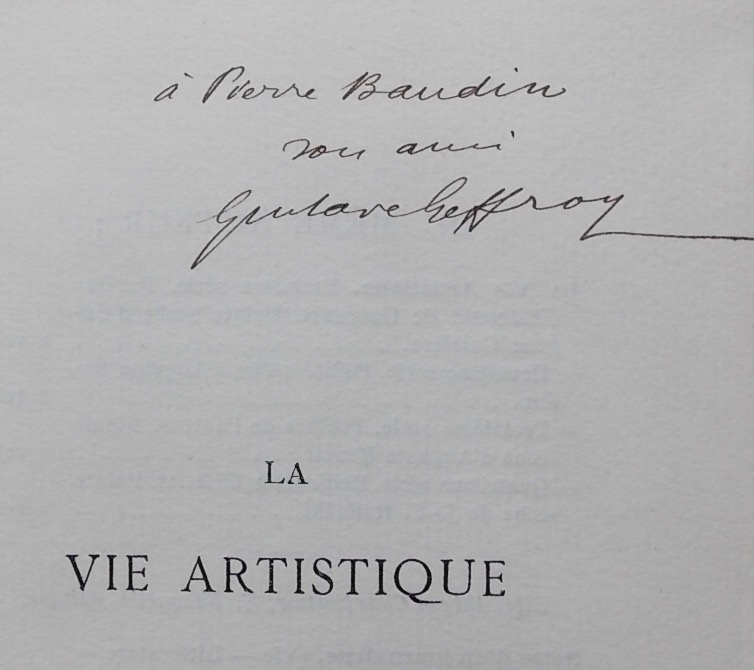 à Pierre Baudin
son ami
Gustave Geffroy
LA
VIE ARTISTIQUE